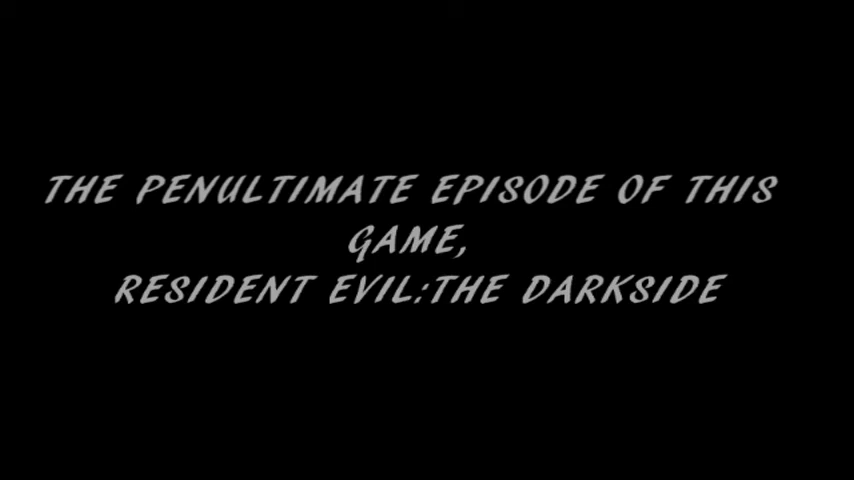 THE PENULTIMATE EPISODE OF THIS
GAME,
RESIDENT EVIL:THE DARKSIDE